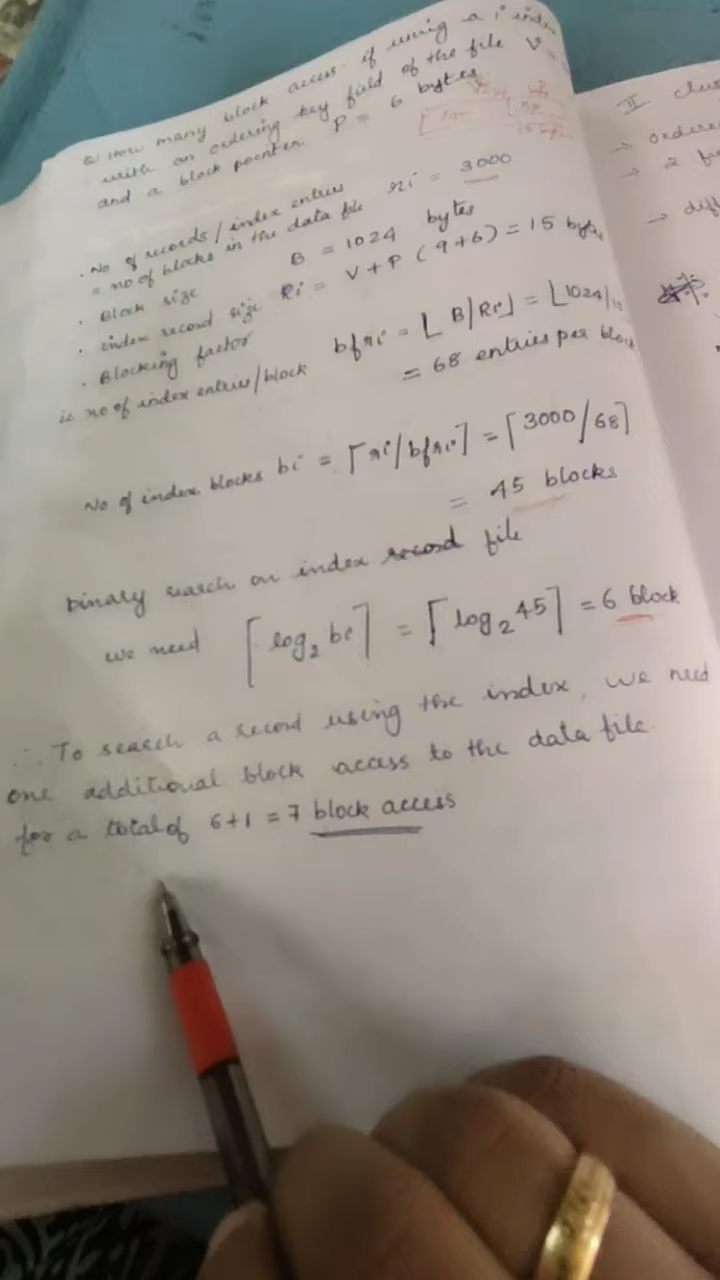 Q: How many block access if using a 1° index
with an ordering key field of the file V =
and a block pointer P = 6 bytes
. No of records / index entries
= no of blocks in the data file ri = 3000
. Block size B = 1024 bytes
. index record size Ri = V+P (9+6) = 15 bytes
. Blocking factor
ie no of index entries/block bfri = ⌊B/Ri⌋ = ⌊1024/15
= 68 entries per block
No of index blocks bi = ⌈ri/bfri⌉ = ⌈3000/68⌉
= 45 blocks
binary search on index record file
we need ⌈log₂ bi⌉ = ⌈log₂ 45⌉ = 6 block
∴ To search a record using the index, we need
one additional block access to the data file.
for a total of 6+1 = 7 block access
II
→ ordered
→ 2
→